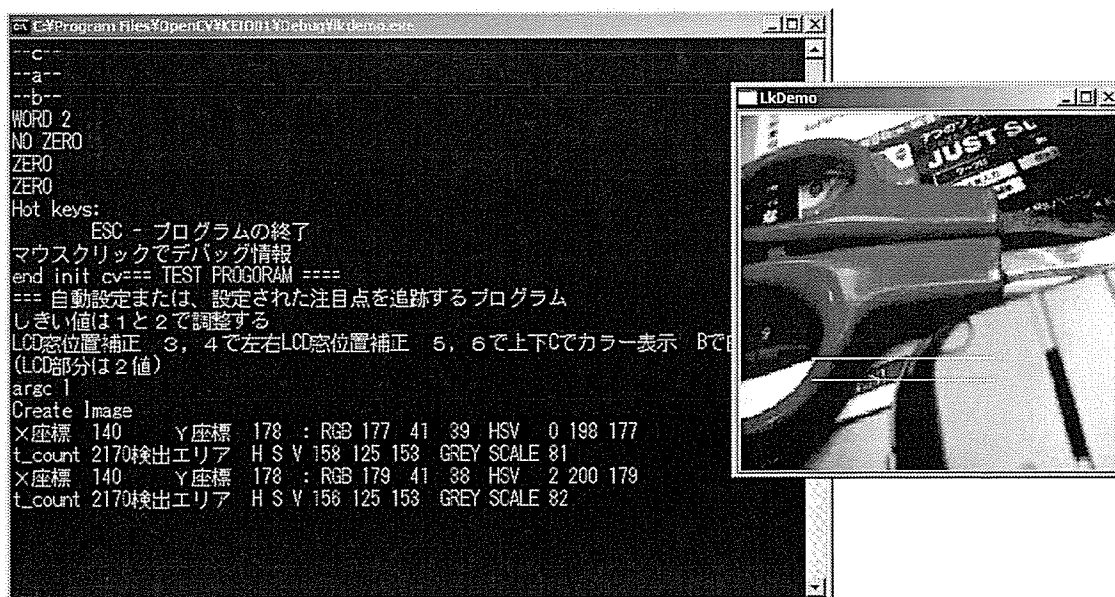 C:¥Program Files¥OpenCV¥KEIO01¥Debug¥lkdemo.exe
--c--
--a--
--b--
WORD 2
NO ZERO
ZERO
ZERO
Hot keys:
ESC - プログラムの終了
マウスクリックでデバッグ情報
end init cv=== TEST PROGORAM ====
=== 自動設定または、設定された注目点を追跡するプログラム
しきい値は1と2で調整する
LCD窓位置補正 3, 4で左右LCD窓位置補正 5, 6で上下Cでカラー表示 Bで
(LCD部分は2値)
argc 1
Create Image
X座標 140 Y座標 178 : RGB 177 41 39 HSV 0 198 177
t_count 2170検出エリア H S V 158 125 153 GREY SCALE 81
X座標 140 Y座標 178 : RGB 179 41 38 HSV 2 200 179
t_count 2170検出エリア H S V 156 125 153 GREY SCALE 82
LkDemo
JUST